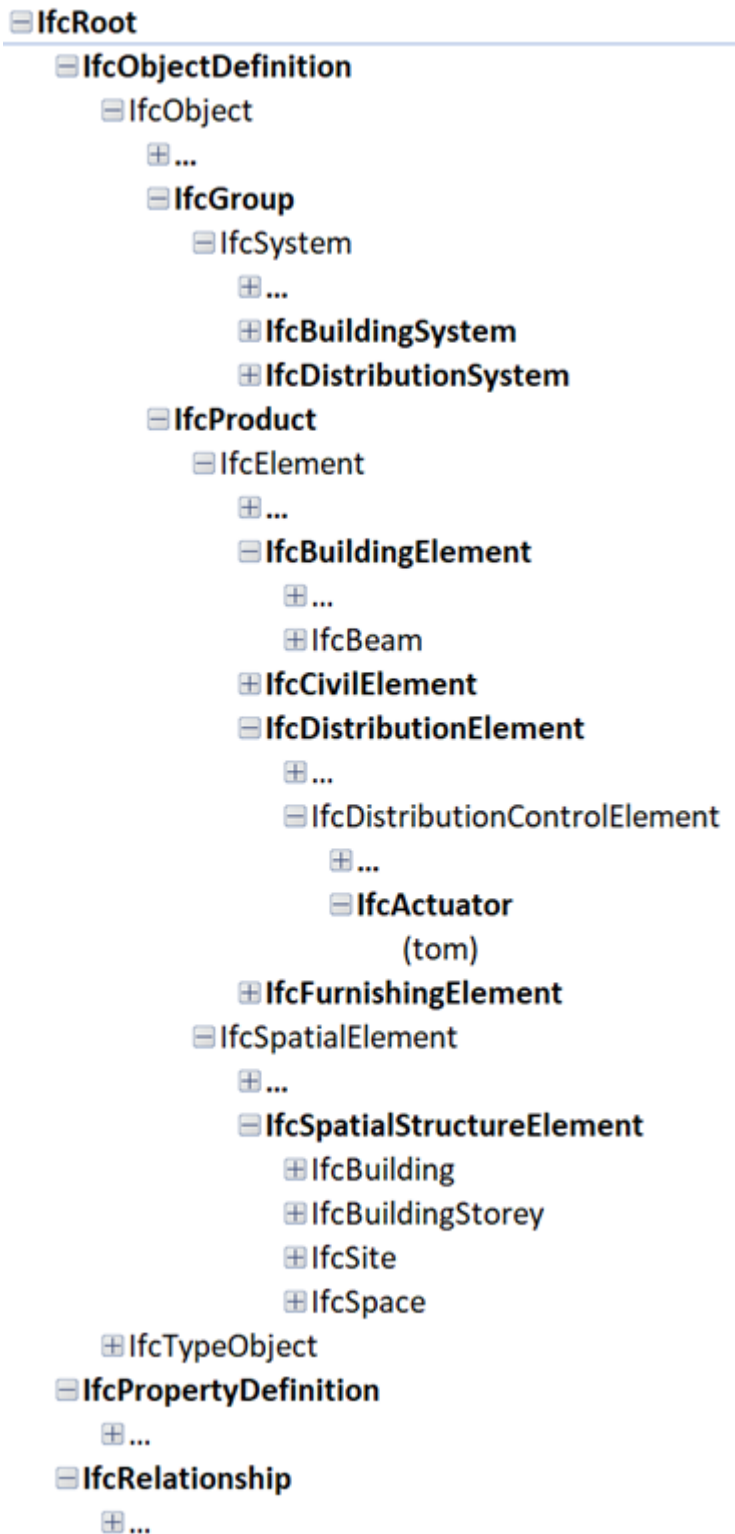 IfcRoot
IfcObjectDefinition
IfcObject
...
IfcGroup
IfcSystem
...
IfcBuildingSystem
IfcDistributionSystem
IfcProduct
IfcElement
...
IfcBuildingElement
...
IfcBeam
IfcCivilElement
IfcDistributionElement
...
IfcDistributionControlElement
...
IfcActuator
(tom)
IfcFurnishingElement
IfcSpatialElement
...
IfcSpatialStructureElement
IfcBuilding
IfcBuildingStorey
IfcSite
IfcSpace
IfcTypeObject
IfcPropertyDefinition
...
IfcRelationship
...